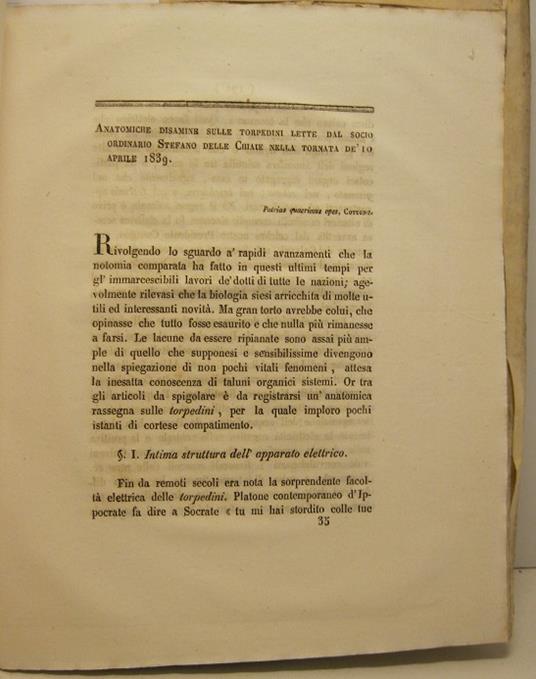 ANATOMICHE DISAMINE SULLE TORPEDINI LETTE DAL SOCIO
ORDINARIO STEFANO DELLE CHIAIE NELLA TORNATA DE' 10
APRILE 1839.
Patrias quaerimus opes,
Rivolgendo lo sguardo a' rapidi avanzamenti che la
notomia comparata ha fatto in questi ultimi tempi per
gl' immarcescibili lavori de' dotti di tutte le nazioni; age-
volmente rilevasi che la biologia siesi arricchita di molte u-
tili ed interessanti novità. Ma gran torto avrebbe colui, che
opinasse che tutto fosse esaurito e che nulla più rimanesse
a farsi. Le lacune da essere ripianate sono assai più am-
ple di quello che supponesi e sensibilissime divengono
nella spiegazione di non pochi vitali fenomeni, attesa
la inesatta conoscenza di taluni organici sistemi. Or tra
gli articoli da spigolare è da registrarsi un' anatomica
rassegna sulle torpedini, per la quale imploro pochi
istanti di cortese compatimento.
§. I. Intima struttura dell' apparato elettrico.
Fin da remoti secoli era nota la sorprendente facol-
tà elettrica delle torpedini. Platone contemporaneo d'Ip-
pocrate fa dire a Socrate « tu mi hai stordito colle tue
35